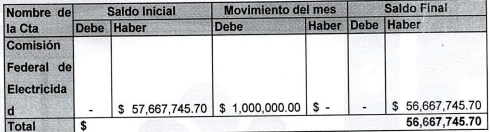 Nombre de la Cta Saldo Inicial Movimiento del mes Saldo Final
Debe Haber Debe Haber Debe Haber
Comisión
Federal de
Electricida
d - $ 57,667,745.70 $ 1,000,000.00 $ - - $ 56,667,745.70
Total $ 56,667,745.70